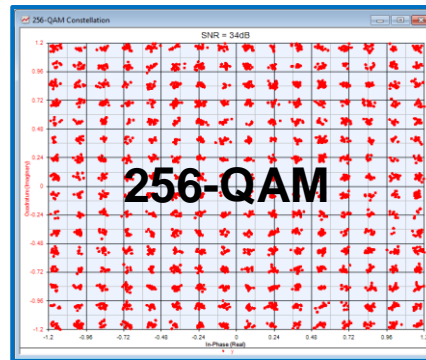 256-QAM Constellation
SNR = 34dB
1.2
0.96
0.72
0.48
0.24
0
-0.24
-0.48
-0.72
-0.96
-1.2
Quadrature (Imaginary)
256-QAM
-1.2 -0.96 -0.72 -0.48 -0.24 0 0.24 0.48 0.72 0.96 1.2
In-Phase (Real)
y